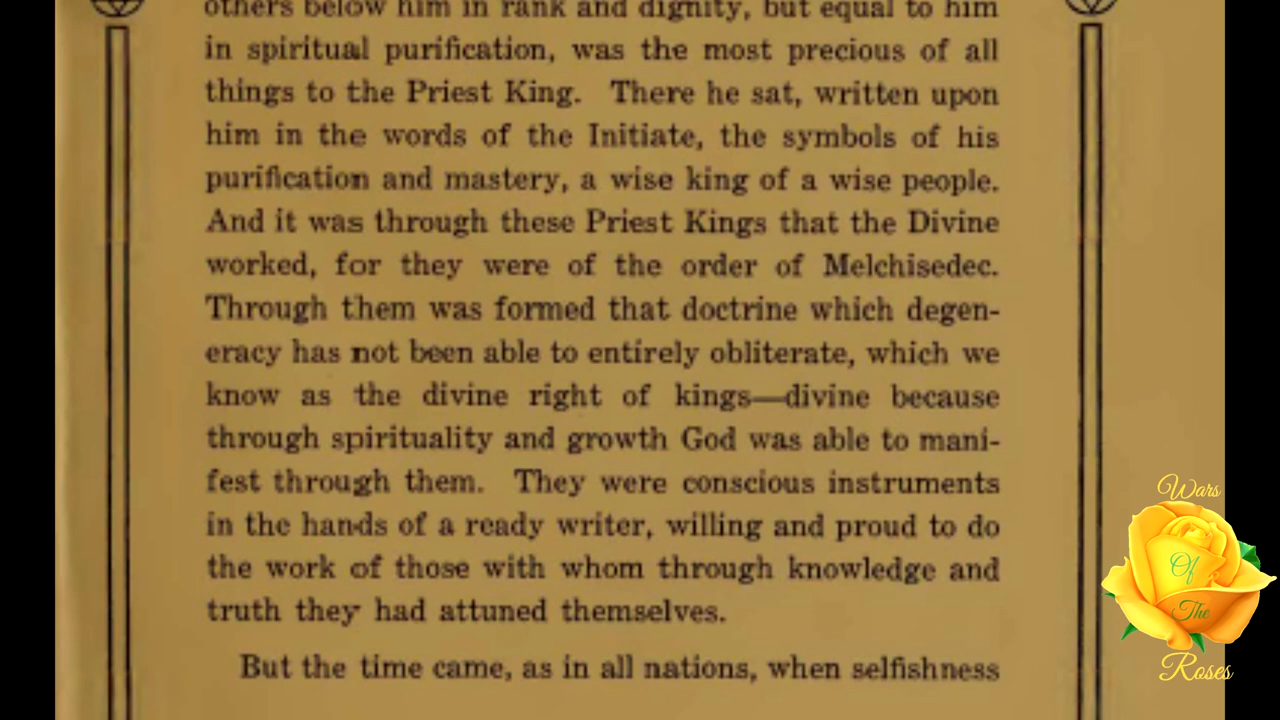 others below him in rank and dignity, but equal to him
in spiritual purification, was the most precious of all
things to the Priest King. There he sat, written upon
him in the words of the Initiate, the symbols of his
purification and mastery, a wise king of a wise people.
And it was through these Priest Kings that the Divine
worked, for they were of the order of Melchisedec.
Through them was formed that doctrine which degen-
eracy has not been able to entirely obliterate, which we
know as the divine right of kings—divine because
through spirituality and growth God was able to mani-
fest through them. They were conscious instruments
in the hands of a ready writer, willing and proud to do
the work of those with whom through knowledge and
truth they had attuned themselves.
But the time came, as in all nations, when selfishness
Wars
Of
The
Roses